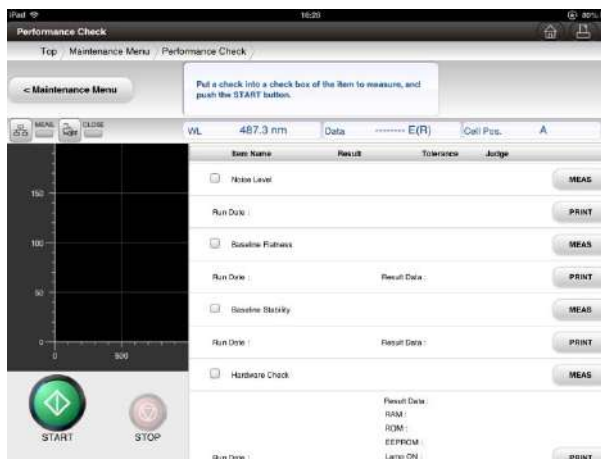 iPad 16:20 80%
Performance Check
Top Maintenance Menu Performance Check
< Maintenance Menu
Put a check into a check box of the item to measure, and
push the START button.
MEAS CLOSE
WL 487.3 nm Data ------- E(R) Cell Pos. A
Item Name Result Tolerance Judge
Noise Level MEAS
Run Date : PRINT
Baseline Flatness MEAS
Run Date : Result Data : PRINT
Baseline Stability MEAS
Run Date : Result Data : PRINT
Hardware Check MEAS
Result Data :
RAM :
ROM :
EEPROM :
Run Date : Lamp ON PRINT
150
100
50
0
0 500
START STOP